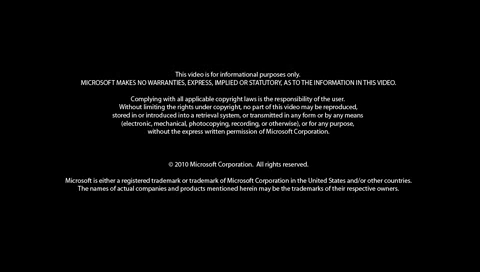 This video is for informational purposes only.
MICROSOFT MAKES NO WARRANTIES, EXPRESS, IMPLIED OR STATUTORY, AS TO THE INFORMATION IN THIS VIDEO.
Complying with all applicable copyright laws is the responsibility of the user.
Without limiting the rights under copyright, no part of this video may be reproduced,
stored in or introduced into a retrieval system, or transmitted in any form or by any means
(electronic, mechanical, photocopying, recording, or otherwise), or for any purpose,
without the express written permission of Microsoft Corporation.
© 2010 Microsoft Corporation. All rights reserved.
Microsoft is either a registered trademark or trademark of Microsoft Corporation in the United States and/or other countries.
The names of actual companies and products mentioned herein may be the trademarks of their respective owners.